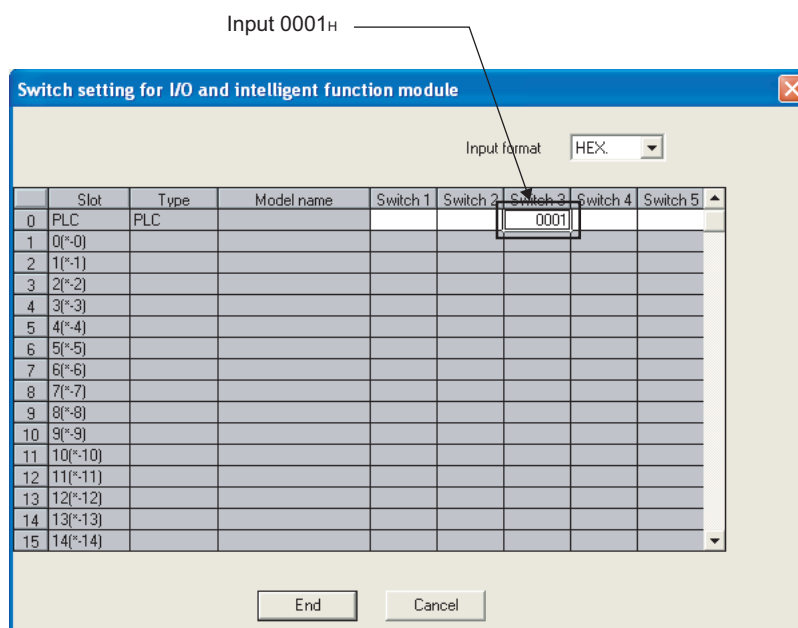 Input 0001H
Switch setting for I/O and intelligent function module
Input format HEX.
Slot Type Model name Switch 1 Switch 2 Switch 3 Switch 4 Switch 5
0 PLC PLC 0001
1 0(*-0)
2 1(*-1)
3 2(*-2)
4 3(*-3)
5 4(*-4)
6 5(*-5)
7 6(*-6)
8 7(*-7)
9 8(*-8)
10 9(*-9)
11 10(*-10)
12 11(*-11)
13 12(*-12)
14 13(*-13)
15 14(*-14)
End Cancel